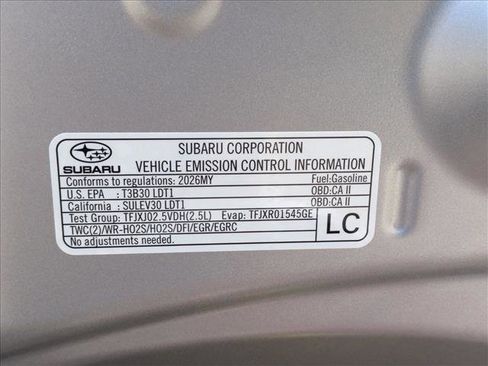 SUBARU
SUBARU CORPORATION
VEHICLE EMISSION CONTROL INFORMATION
Conforms to regulations: 2026MY Fuel:Gasoline
U.S. EPA : T3B30 LDT1 OBD:CA II
California : SULEV30 LDT1 OBD:CA II
Test Group: TFJXJ02.5VDH(2.5L) Evap: TFJXR01545GE
TWC(2)/WR-HO2S/HO2S/DFI/EGR/EGRC
No adjustments needed.
LC